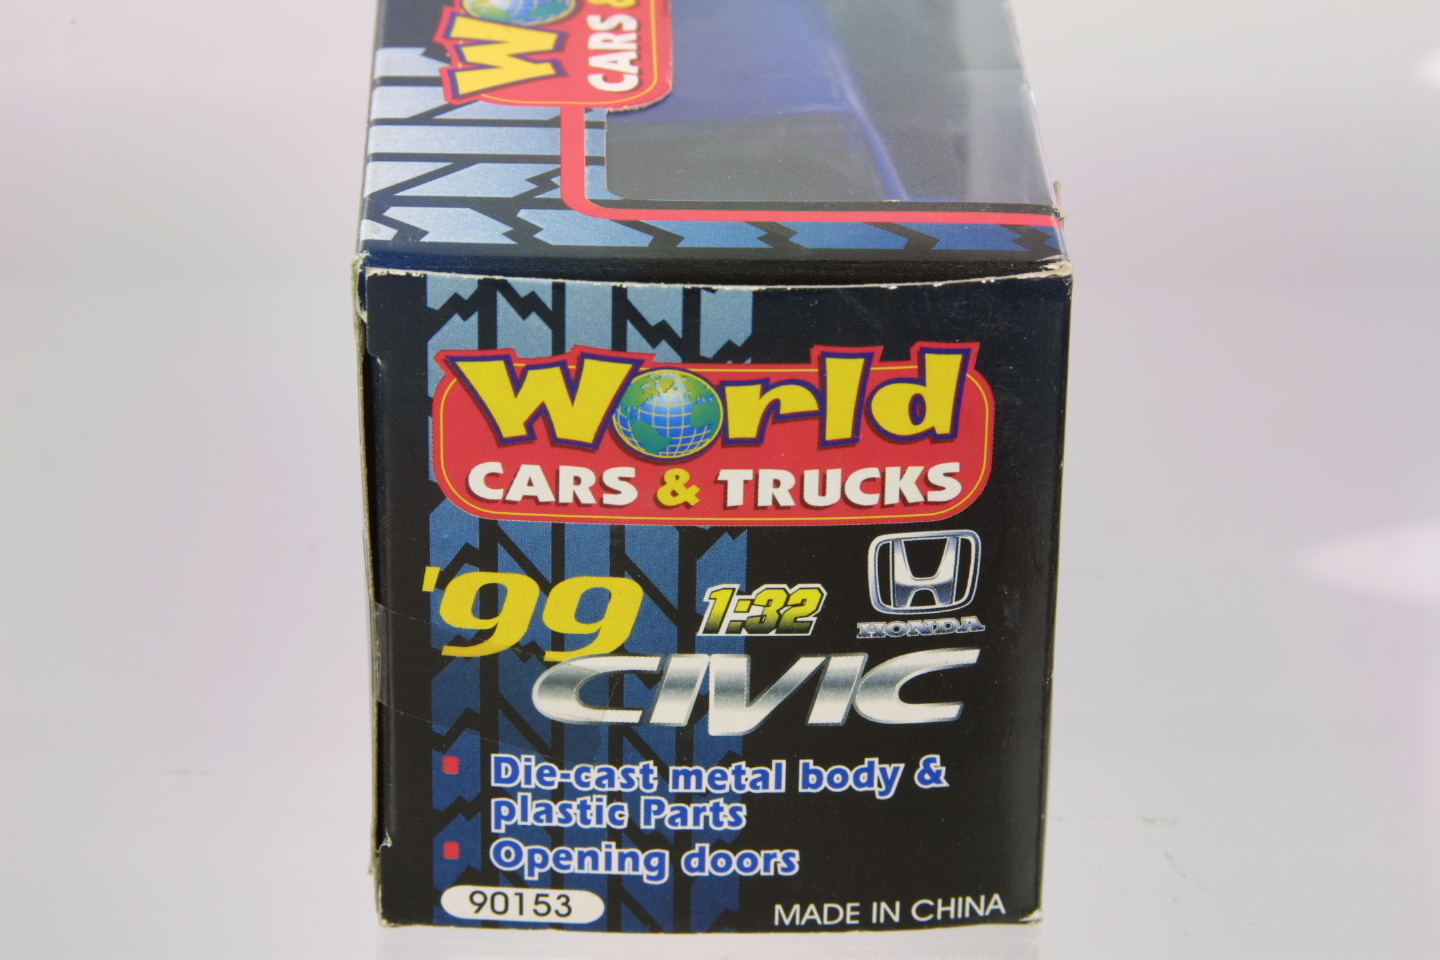 World
CARS &
World
CARS & TRUCKS
'99
1:32
HONDA
CIVIC
Die-cast metal body &
plastic Parts
Opening doors
90153
MADE IN CHINA